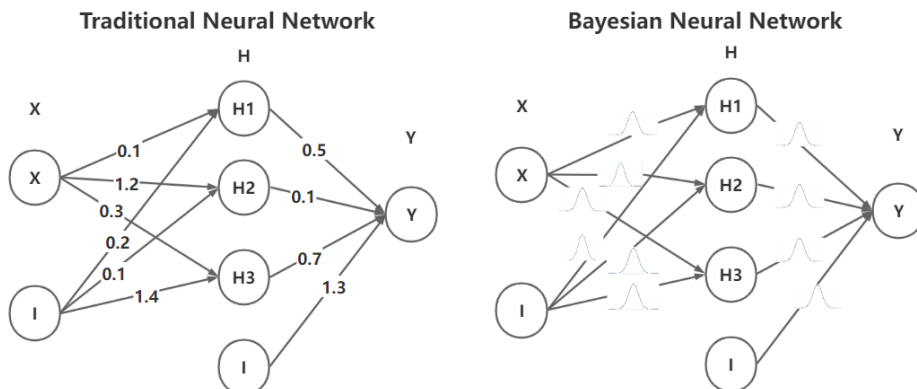 Traditional Neural Network
H
X
H1
Y
0.1
0.5
X
1.2
H2
0.1
0.3
Y
0.2
0.1
0.7
H3
1.4
1.3
I
I
Bayesian Neural Network
H
X
H1
Y
X
H2
Y
H3
I
I